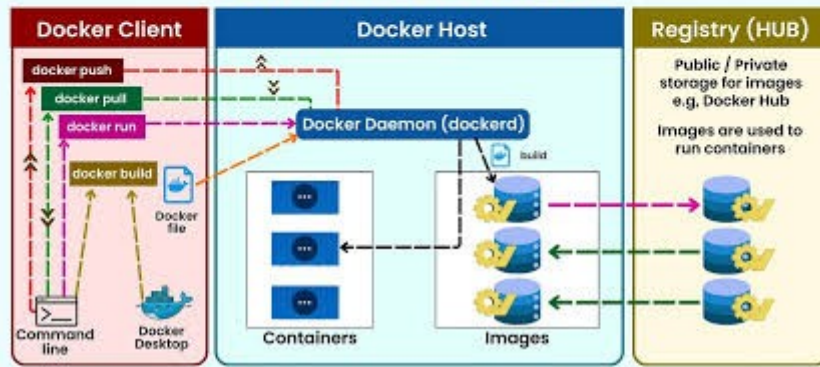 Docker Client
docker push
docker pull
docker run
docker build
Docker
file
Command
line
Docker
Desktop
Docker Host
Docker Daemon (dockerd)
build
Containers
Images
Registry (HUB)
Public / Private
storage for images
e.g. Docker Hub
Images are used to
run containers